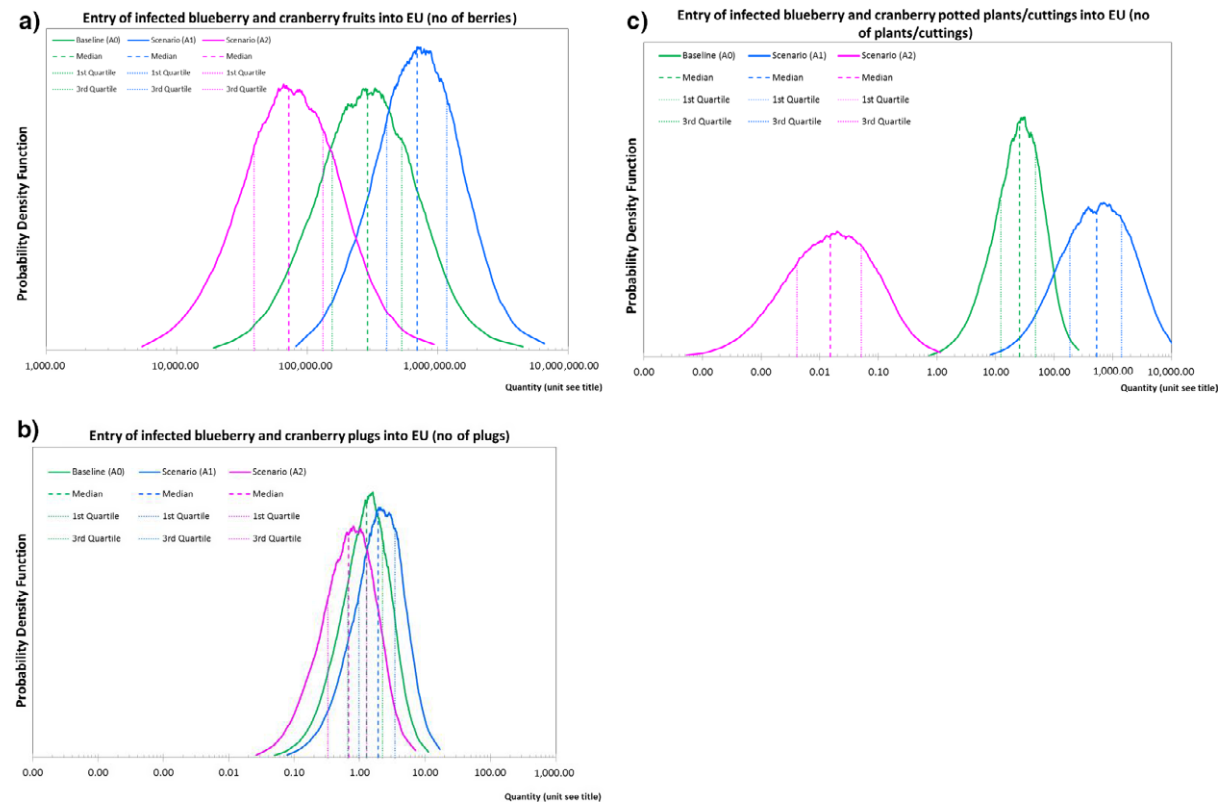 a)
Entry of infected blueberry and cranberry fruits into EU (no of berries)
Baseline (A0) Scenario (A1) Scenario (A2)
Median Median Median
1st Quartile 1st Quartile 1st Quartile
3rd Quartile 3rd Quartile 3rd Quartile
Probability Density Function
1,000.00 10,000.00 100,000.00 1,000,000.00 10,000,000.00
Quantity (unit see title)
b)
Entry of infected blueberry and cranberry plugs into EU (no of plugs)
Baseline (A0) Scenario (A1) Scenario (A2)
Median Median Median
1st Quartile 1st Quartile 1st Quartile
3rd Quartile 3rd Quartile 3rd Quartile
Probability Density Function
0.00 0.00 0.00 0.01 0.10 1.00 10.00 100.00 1,000.00
Quantity (unit see title)
c)
Entry of infected blueberry and cranberry potted plants/cuttings into EU (no
of plants/cuttings)
Baseline (A0) Scenario (A1) Scenario (A2)
Median Median Median
1st Quartile 1st Quartile 1st Quartile
3rd Quartile 3rd Quartile 3rd Quartile
Probability Density Function
0.00 0.00 0.00 0.01 0.10 1.00 10.00 100.00 1,000.00 10,000.00
Quantity (unit see title)